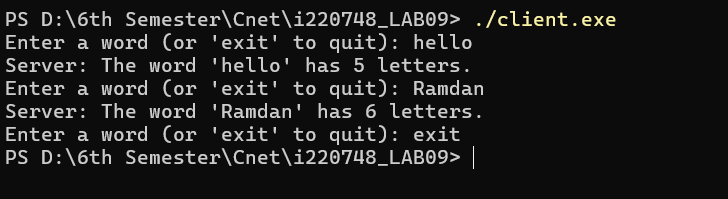 PS D:\6th Semester\Cnet\i220748_LAB09> ./client.exe
Enter a word (or 'exit' to quit): hello
Server: The word 'hello' has 5 letters.
Enter a word (or 'exit' to quit): Ramdan
Server: The word 'Ramdan' has 6 letters.
Enter a word (or 'exit' to quit): exit
PS D:\6th Semester\Cnet\i220748_LAB09>